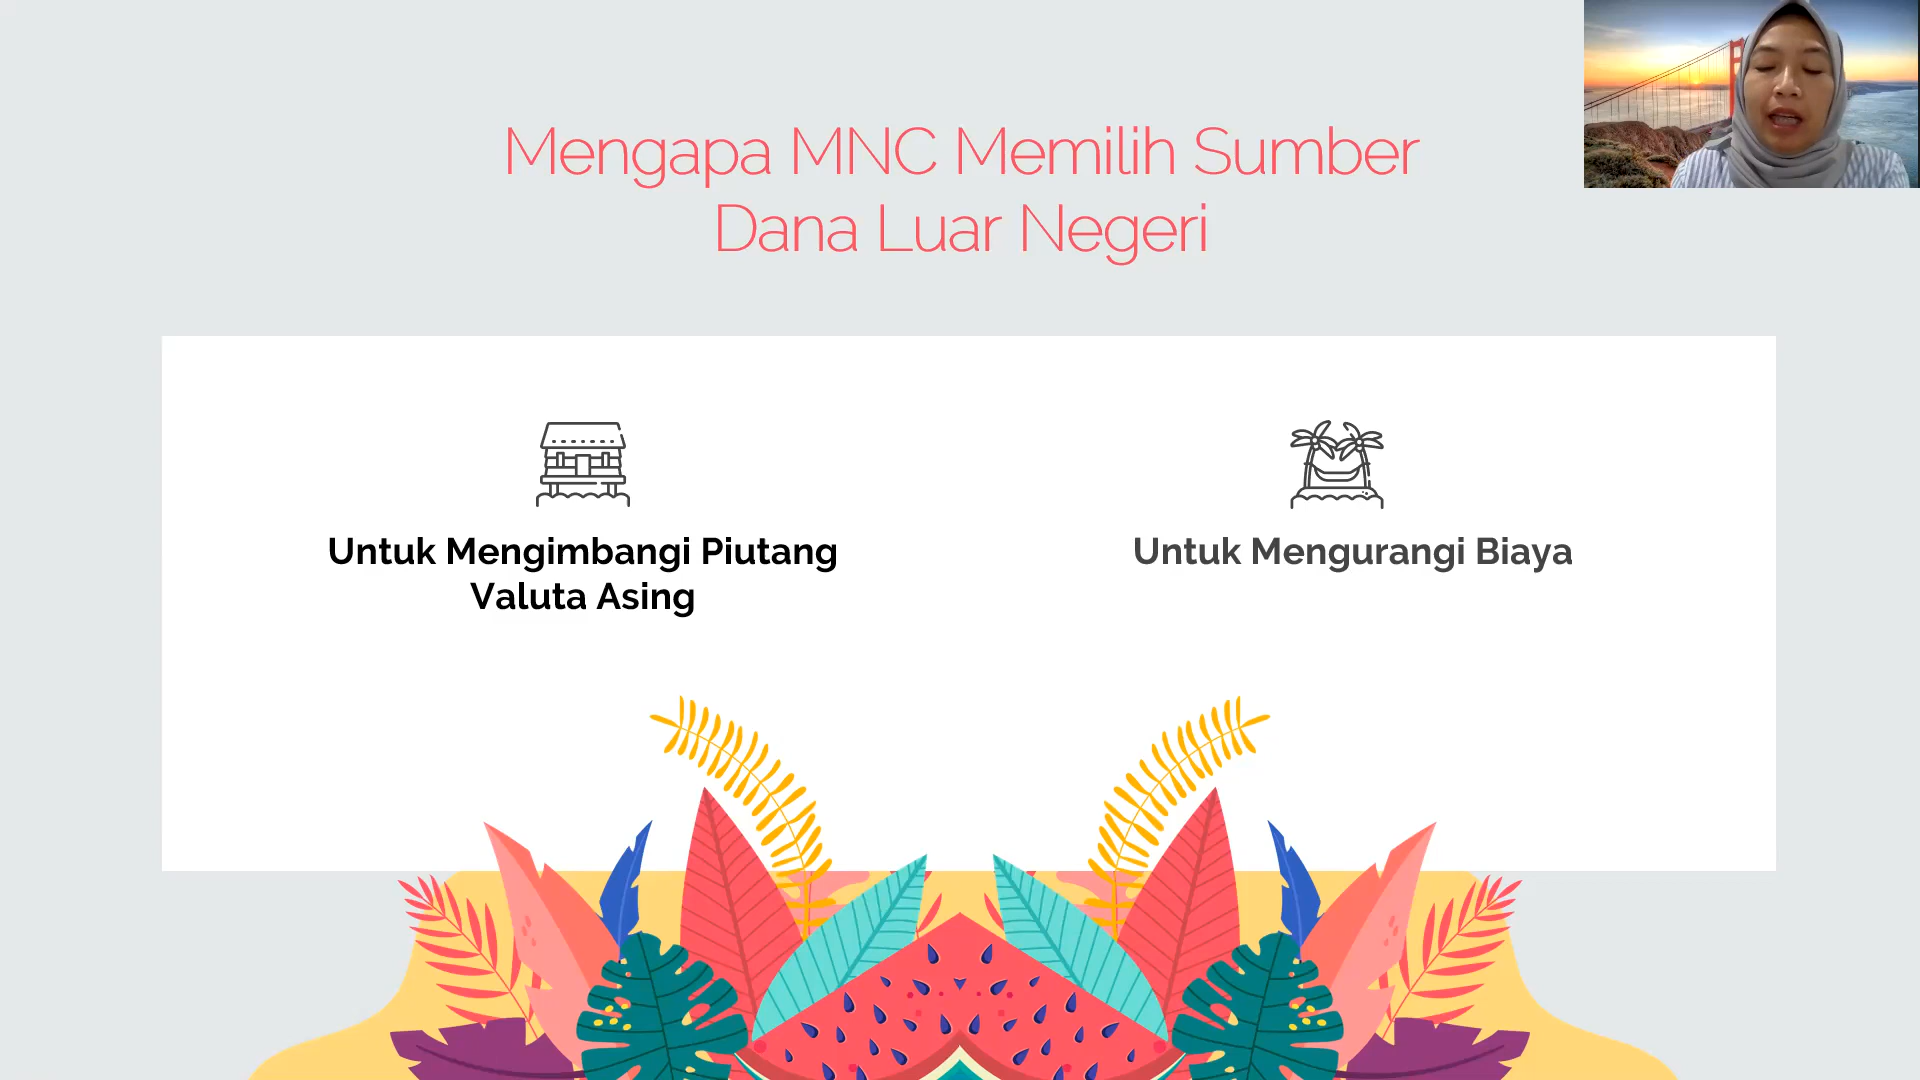 Mengapa MNC Memilih Sumber
Dana Luar Negeri
Untuk Mengimbangi Piutang
Valuta Asing
Untuk Mengurangi Biaya